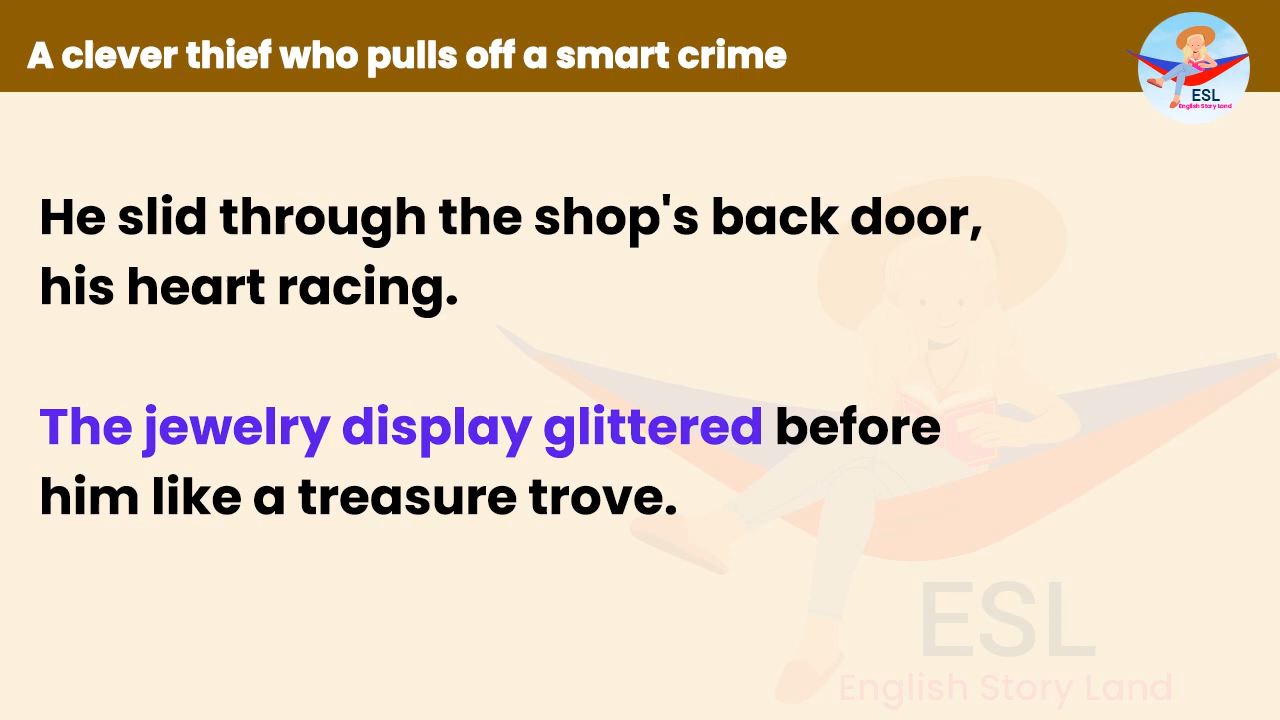 A clever thief who pulls off a smart crime
ESL
English Story Land
He slid through the shop's back door,
his heart racing.
The jewelry display glittered before
him like a treasure trove.
ESL
English Story Land